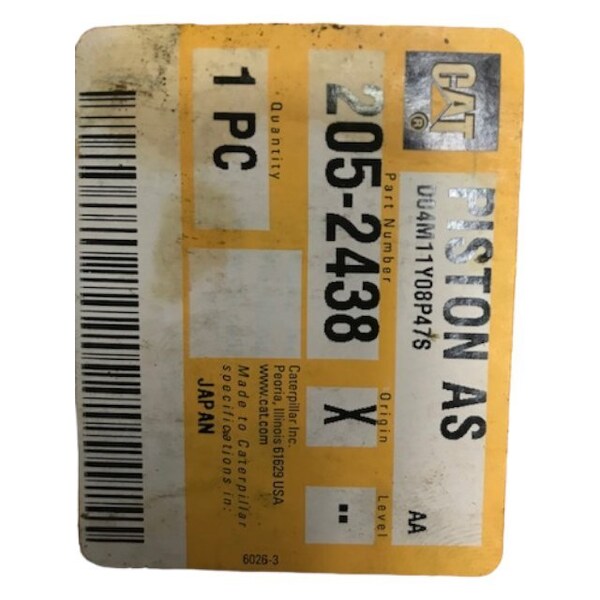 CAT ®
PISTON AS
D04M11Y08P47S
AA
Part Number
Origin
Level
205-2438
X
--
Quantity
1 PC
Caterpillar Inc.
Peoria, Illinois 61629 USA
www.cat.com
Made to Caterpillar
specifications in:
JAPAN
6026-3